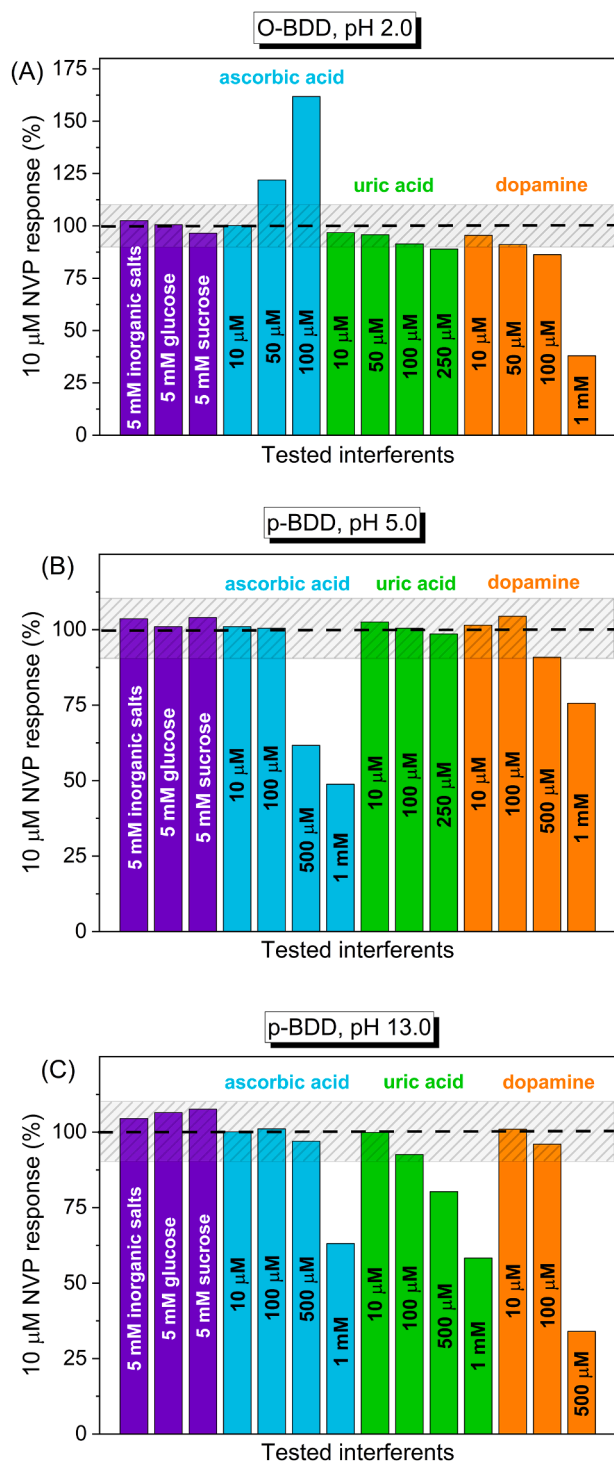 O-BDD, pH 2.0
(A)
175
150
125
100
75
50
25
0
10 μM NVP response (%)
ascorbic acid
uric acid
dopamine
5 mM inorganic salts
5 mM glucose
5 mM sucrose
10 μM
50 μM
100 μM
10 μM
50 μM
100 μM
250 μM
10 μM
50 μM
100 μM
1 mM
Tested interferents
p-BDD, pH 5.0
(B)
100
75
50
25
0
10 μM NVP response (%)
ascorbic acid
uric acid
dopamine
5 mM inorganic salts
5 mM glucose
5 mM sucrose
10 μM
100 μM
500 μM
1 mM
10 μM
100 μM
250 μM
10 μM
100 μM
500 μM
1 mM
Tested interferents
p-BDD, pH 13.0
(C)
100
75
50
25
0
10 μM NVP response (%)
ascorbic acid
uric acid
dopamine
5 mM inorganic salts
5 mM glucose
5 mM sucrose
10 μM
100 μM
500 μM
1 mM
10 μM
100 μM
500 μM
1 mM
10 μM
100 μM
500 μM
Tested interferents